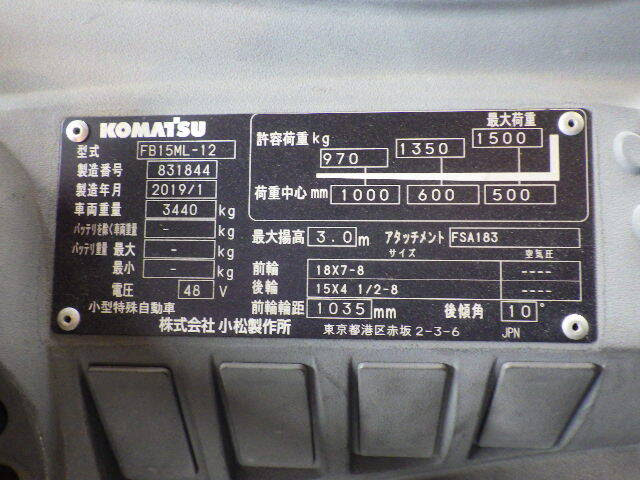 KOMATSU
型式 FB15ML-12
製造番号 831844
製造年月 2019/1
車両重量 3440 kg
バッテリを除く車両重量 - kg
バッテリ重量 最大 - kg
最小 - kg
電圧 48 V
小型特殊自動車
最大荷重
許容荷重 kg 970 1350 1500
荷重中心 mm 1000 600 500
最大揚高 3.0 m アタッチメント FSA183
サイズ 空気圧
前輪 18X7-8 ----
後輪 15X4 1/2-8 ----
前輪輪距 1035 mm 後傾角 10°
株式会社 小松製作所 東京都港区赤坂 2-3-6 JPN